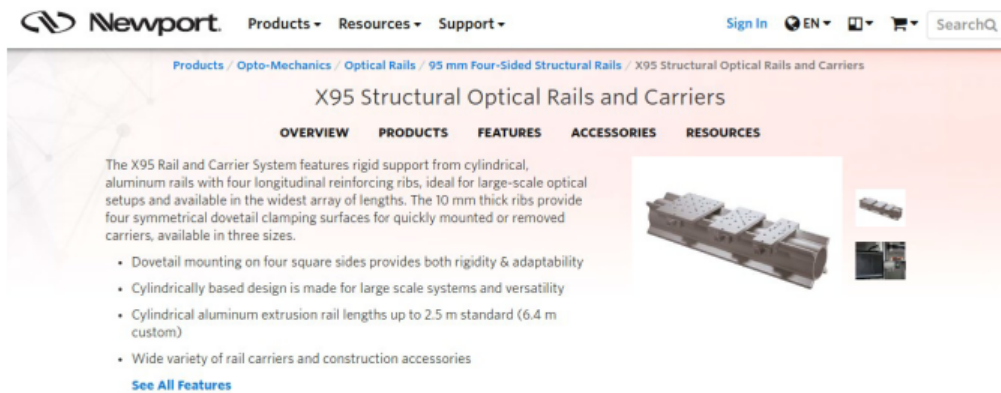 Newport. Products Resources Support Sign In EN Search
Products / Opto-Mechanics / Optical Rails / 95 mm Four-Sided Structural Rails / X95 Structural Optical Rails and Carriers
X95 Structural Optical Rails and Carriers
OVERVIEW PRODUCTS FEATURES ACCESSORIES RESOURCES
The X95 Rail and Carrier System features rigid support from cylindrical,
aluminum rails with four longitudinal reinforcing ribs, ideal for large-scale optical
setups and available in the widest array of lengths. The 10 mm thick ribs provide
four symmetrical dovetail clamping surfaces for quickly mounted or removed
carriers, available in three sizes.
• Dovetail mounting on four square sides provides both rigidity & adaptability
• Cylindrically based design is made for large scale systems and versatility
• Cylindrical aluminum extrusion rail lengths up to 2.5 m standard (6.4 m
custom)
• Wide variety of rail carriers and construction accessories
See All Features